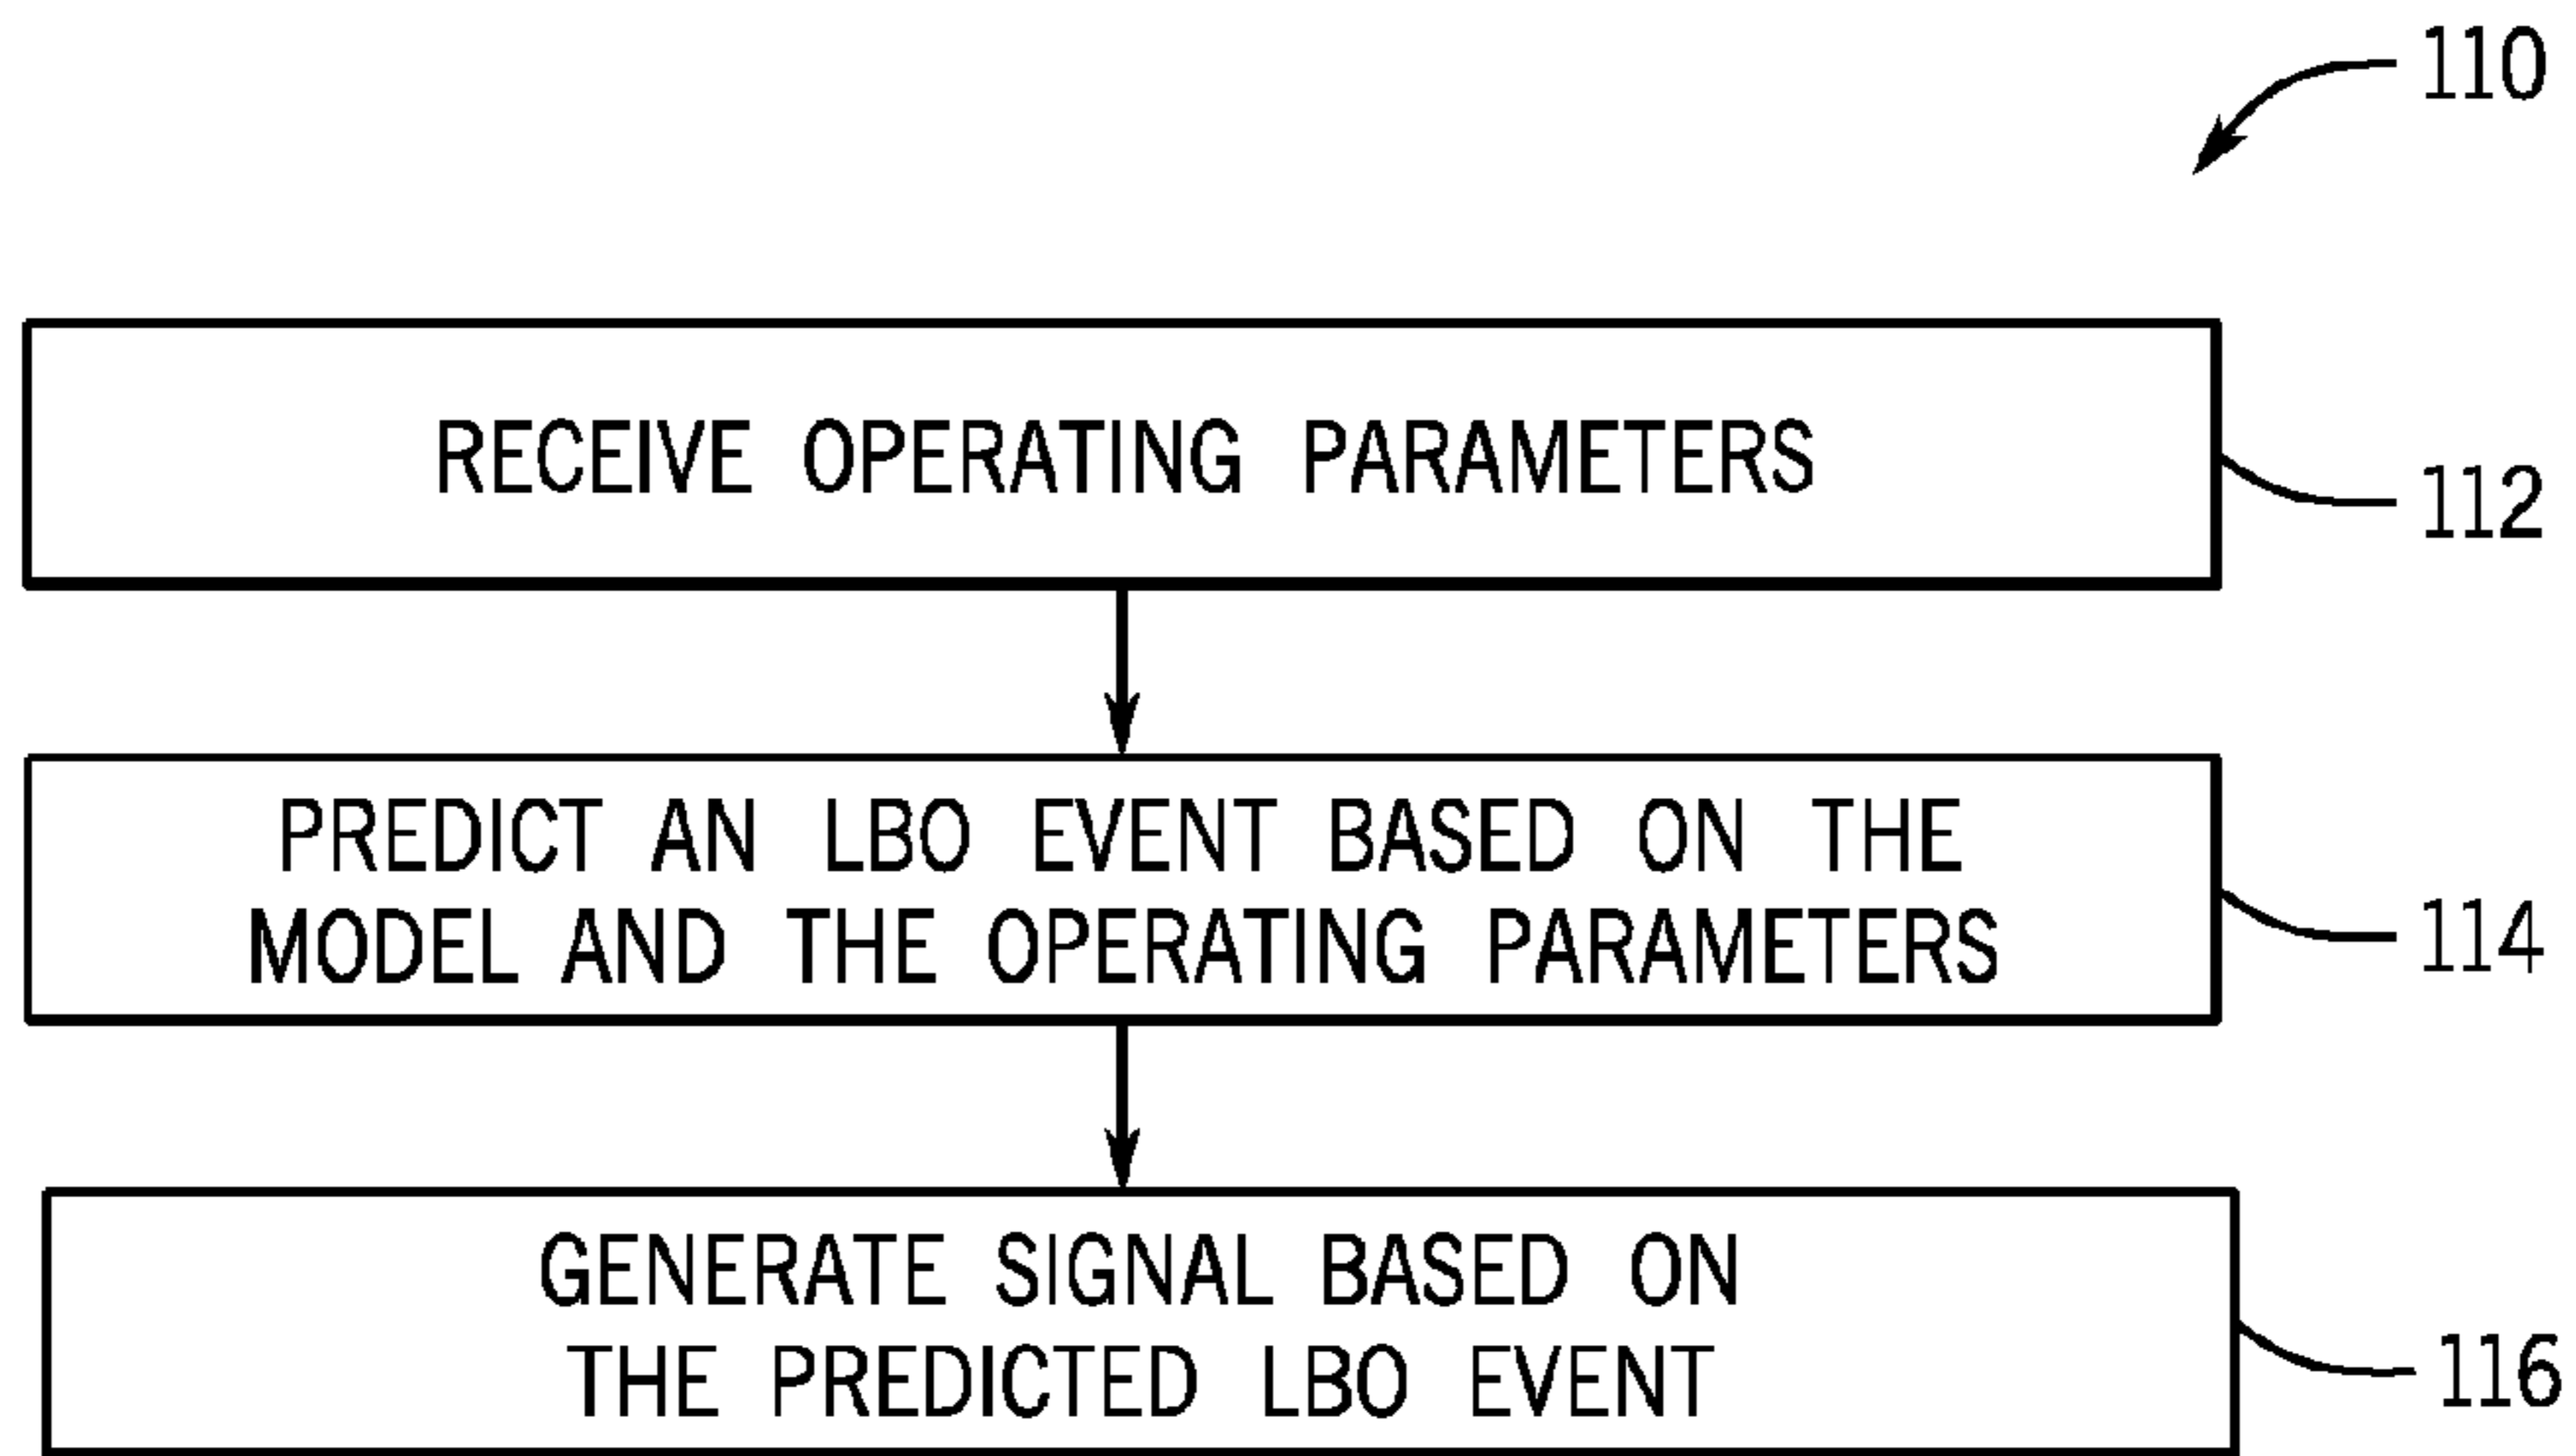 110
RECEIVE OPERATING PARAMETERS
112
PREDICT AN LBO EVENT BASED ON THE
MODEL AND THE OPERATING PARAMETERS
114
GENERATE SIGNAL BASED ON
THE PREDICTED LBO EVENT
116